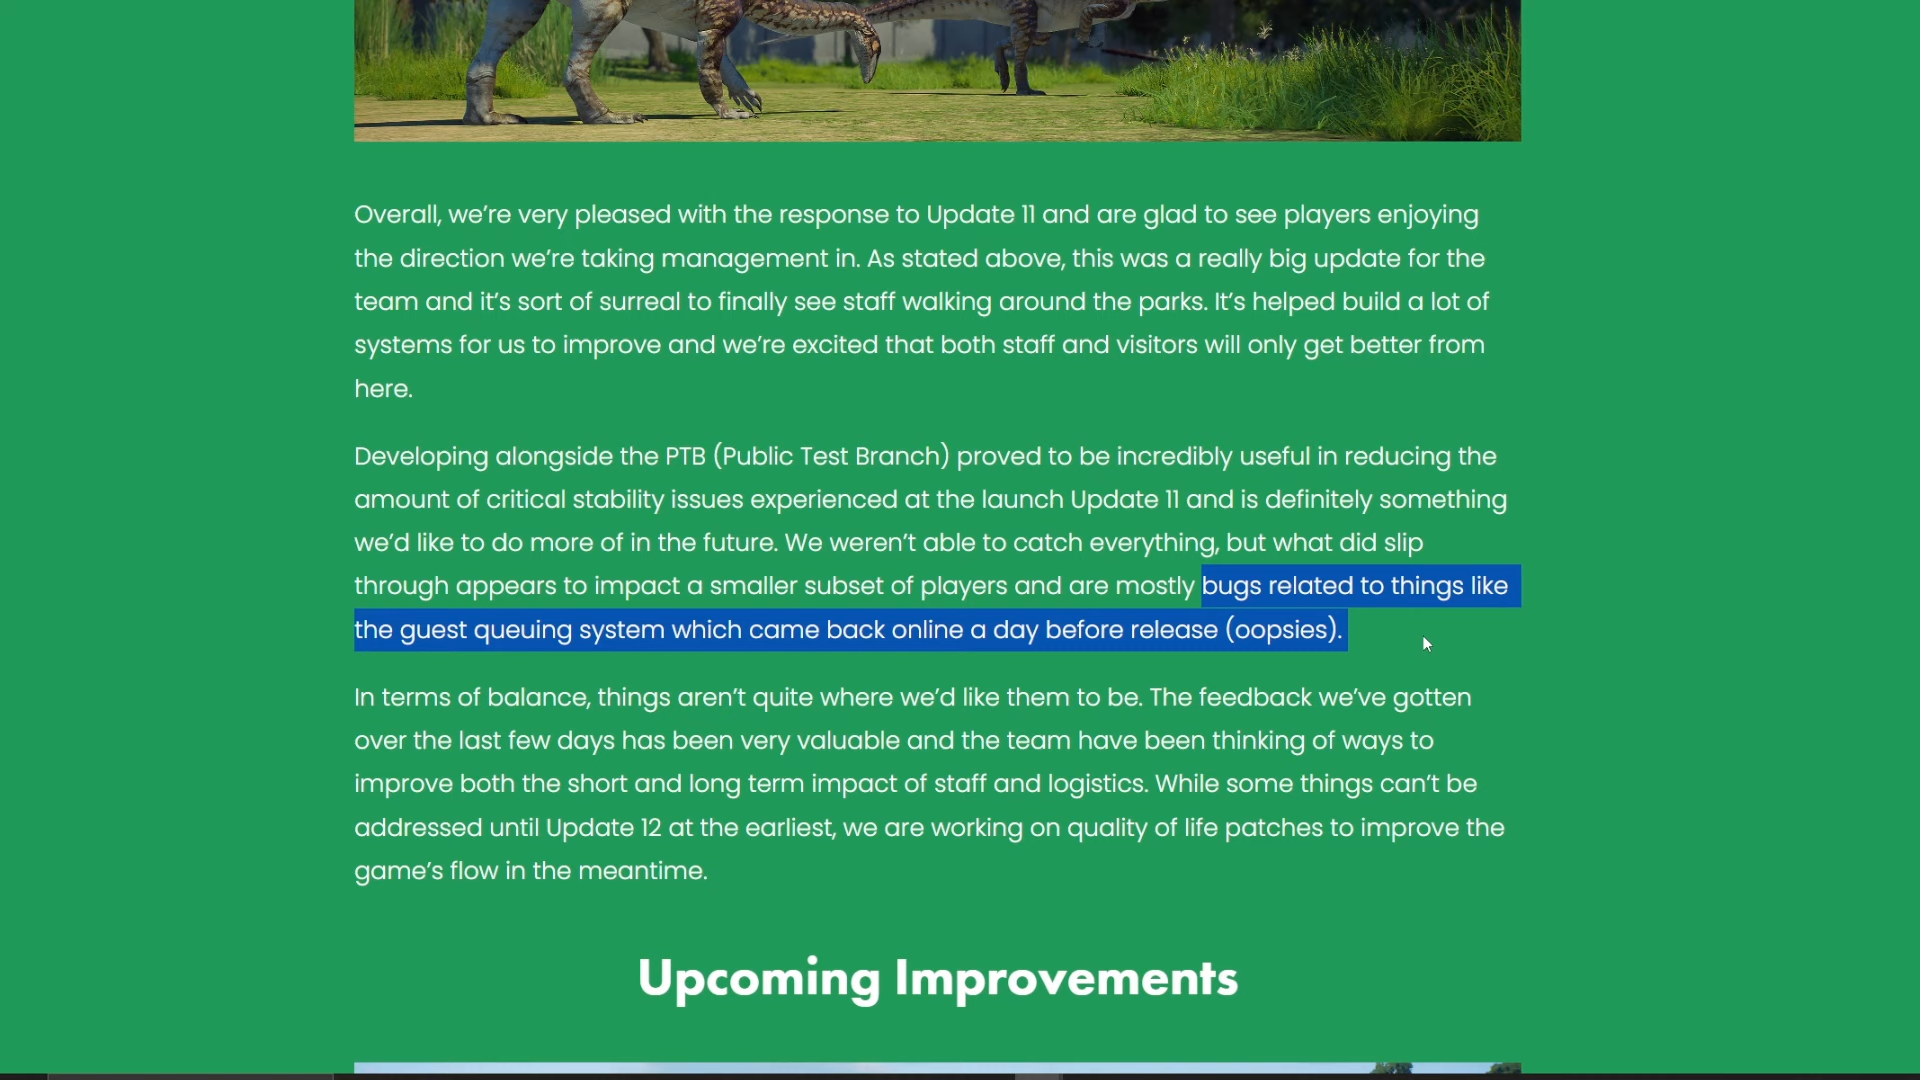 Overall, we’re very pleased with the response to Update 11 and are glad to see players enjoying
the direction we’re taking management in. As stated above, this was a really big update for the
team and it’s sort of surreal to finally see staff walking around the parks. It’s helped build a lot of
systems for us to improve and we’re excited that both staff and visitors will only get better from
here.
Developing alongside the PTB (Public Test Branch) proved to be incredibly useful in reducing the
amount of critical stability issues experienced at the launch Update 11 and is definitely something
we’d like to do more of in the future. We weren’t able to catch everything, but what did slip
through appears to impact a smaller subset of players and are mostly bugs related to things like
the guest queuing system which came back online a day before release (oopsies).
In terms of balance, things aren’t quite where we’d like them to be. The feedback we’ve gotten
over the last few days has been very valuable and the team have been thinking of ways to
improve both the short and long term impact of staff and logistics. While some things can’t be
addressed until Update 12 at the earliest, we are working on quality of life patches to improve the
game’s flow in the meantime.
Upcoming Improvements